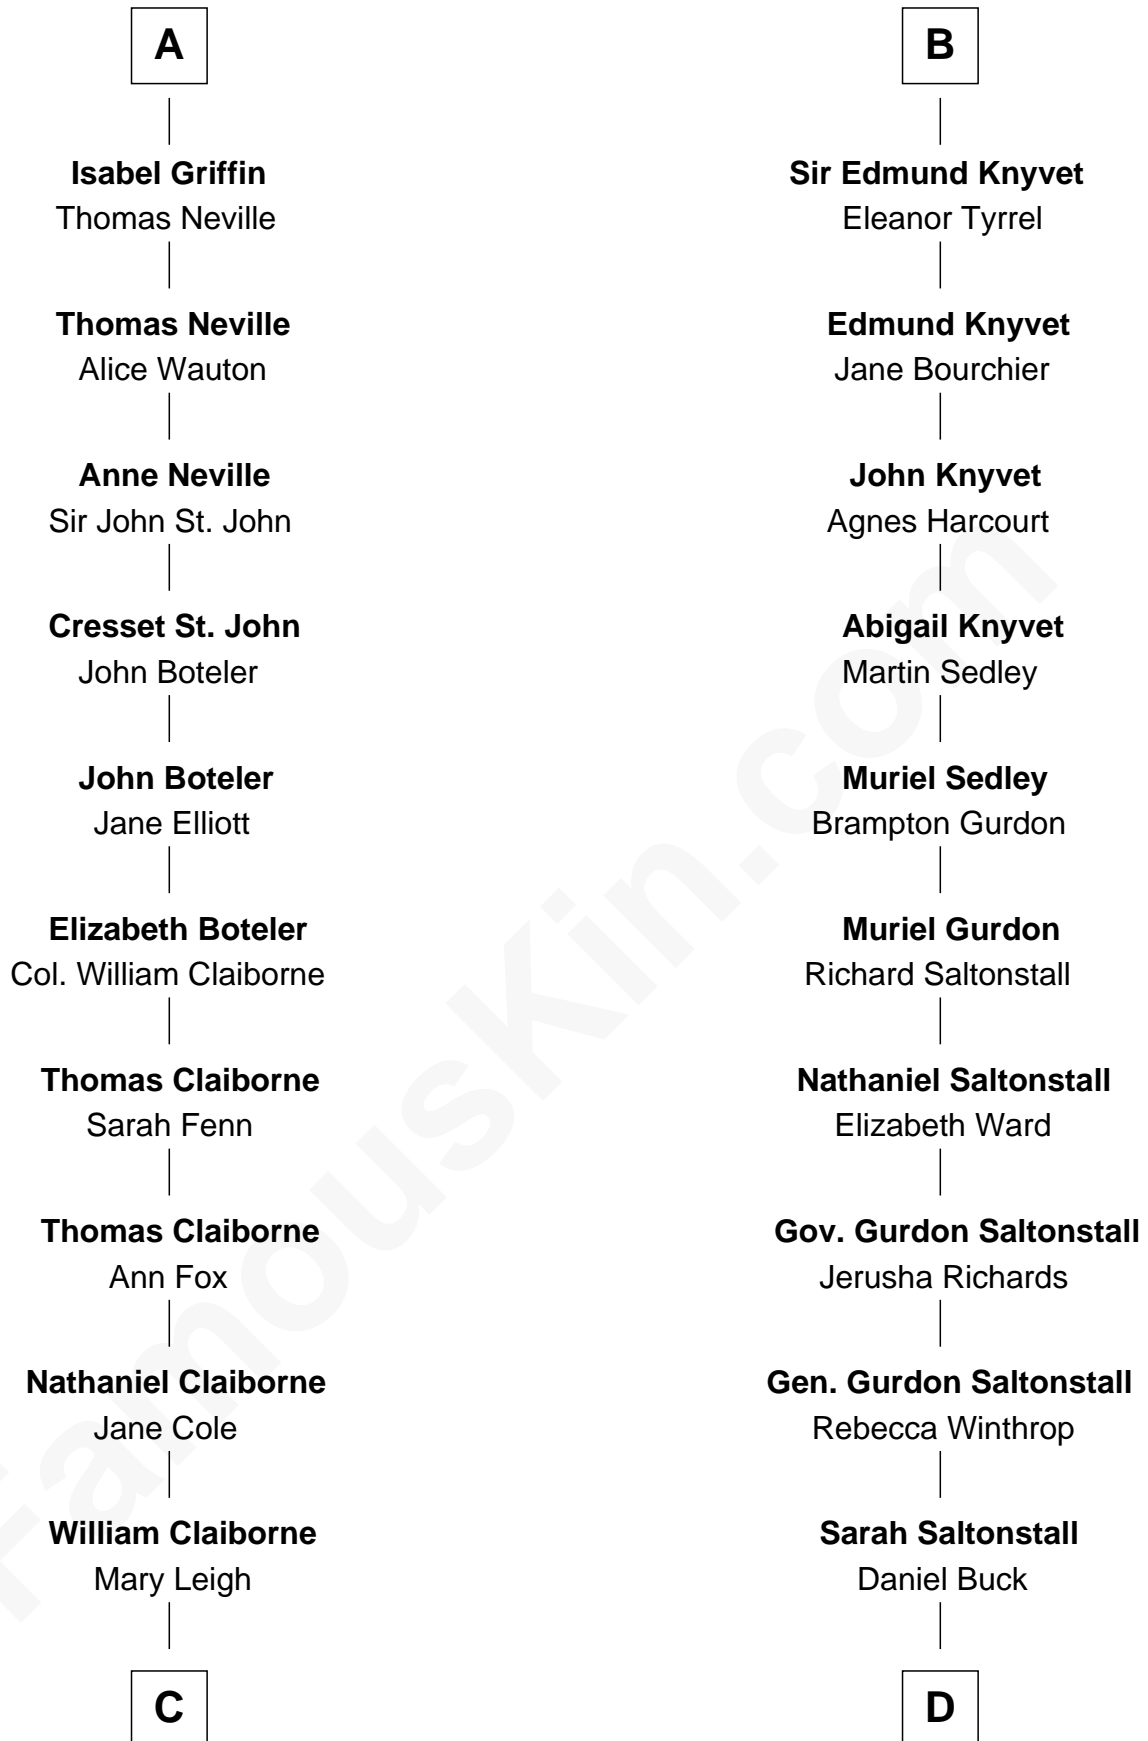 A
Isabel Griffin
Thomas Neville
Thomas Neville
Alice Wauton
Anne Neville
Sir John St. John
Cresset St. John
John Boteler
John Boteler
Jane Elliott
Elizabeth Boteler
Col. William Claiborne
Thomas Claiborne
Sarah Fenn
Thomas Claiborne
Ann Fox
Nathaniel Claiborne
Jane Cole
William Claiborne
Mary Leigh
C
B
Sir Edmund Knyvet
Eleanor Tyrrel
Edmund Knyvet
Jane Bourchier
John Knyvet
Agnes Harcourt
Abigail Knyvet
Martin Sedley
Muriel Sedley
Brampton Gurdon
Muriel Gurdon
Richard Saltonstall
Nathaniel Saltonstall
Elizabeth Ward
Gov. Gurdon Saltonstall
Jerusha Richards
Gen. Gurdon Saltonstall
Rebecca Winthrop
Sarah Saltonstall
Daniel Buck
D
FamousKin.com